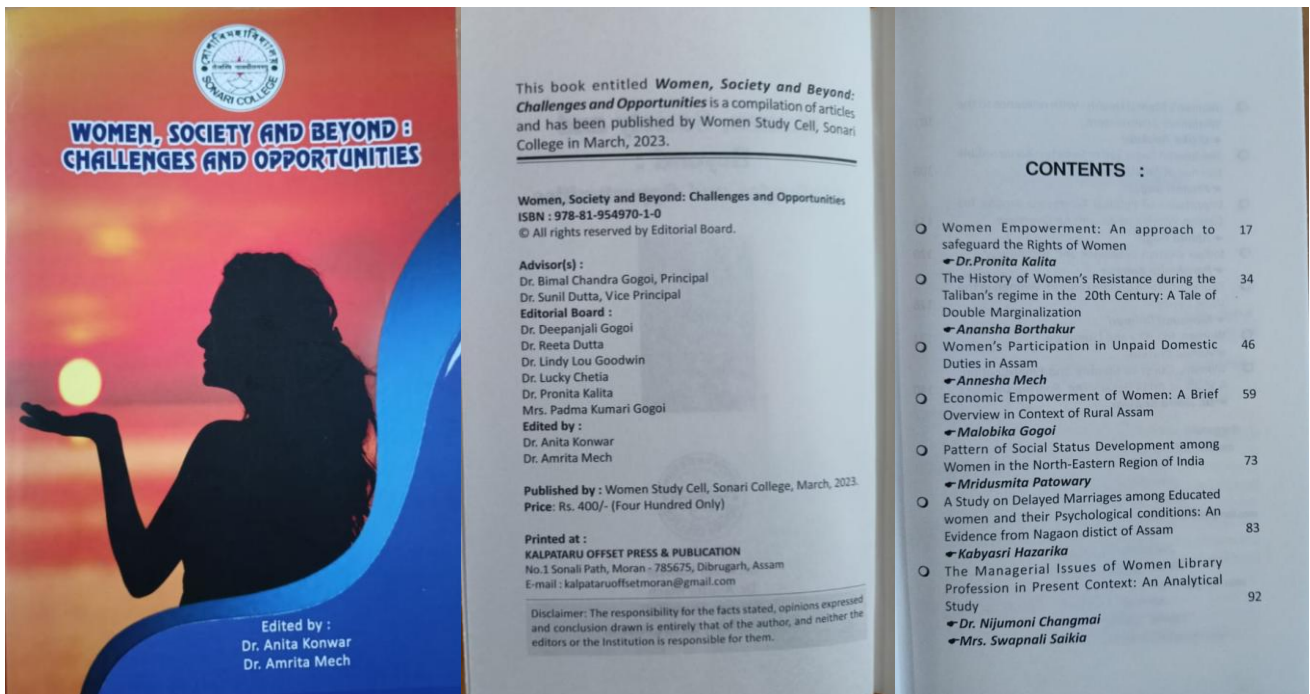 সোণাৰি মহাবিদ্যালয়
SONARI COLLEGE
WOMEN, SOCIETY AND BEYOND :
CHALLENGES AND OPPORTUNITIES
Edited by :
Dr. Anita Konwar
Dr. Amrita Mech
This book entitled Women, Society and Beyond:
Challenges and Opportunities is a compilation of articles
and has been published by Women Study Cell, Sonari
College in March, 2023.
Women, Society and Beyond: Challenges and Opportunities
ISBN : 978-81-954970-1-0
© All rights reserved by Editorial Board.
Advisor(s) :
Dr. Bimal Chandra Gogoi, Principal
Dr. Sunil Dutta, Vice Principal
Editorial Board :
Dr. Deepanjali Gogoi
Dr. Reeta Dutta
Dr. Lindy Lou Goodwin
Dr. Lucky Chetia
Dr. Pronita Kalita
Mrs. Padma Kumari Gogoi
Edited by :
Dr. Anita Konwar
Dr. Amrita Mech
Published by : Women Study Cell, Sonari College, March, 2023.
Price: Rs. 400/- (Four Hundred Only)
Printed at :
KALPATARU OFFSET PRESS & PUBLICATION
No.1 Sonali Path, Moran - 785675, Dibrugarh, Assam
E-mail : kalpataruoffsetmoran@gmail.com
Disclaimer: The responsibility for the facts stated, opinions expressed
and conclusion drawn is entirely that of the author, and neither the
editors or the Institution is responsible for them.
CONTENTS :
Women Empowerment: An approach to 17
safeguard the Rights of Women
Dr.Pronita Kalita
The History of Women's Resistance during the 34
Taliban's regime in the 20th Century: A Tale of
Double Marginalization
Anansha Borthakur
Women's Participation in Unpaid Domestic 46
Duties in Assam
Annesha Mech
Economic Empowerment of Women: A Brief 59
Overview in Context of Rural Assam
Malobika Gogoi
Pattern of Social Status Development among
Women in the North-Eastern Region of India 73
Mridusmita Patowary
A Study on Delayed Marriages among Educated
women and their Psychological conditions: An
Evidence from Nagaon distict of Assam 83
Kabyasri Hazarika
The Managerial Issues of Women Library
Profession in Present Context: An Analytical
Study 92
Dr. Nijumoni Changmai
Mrs. Swapnali Saikia